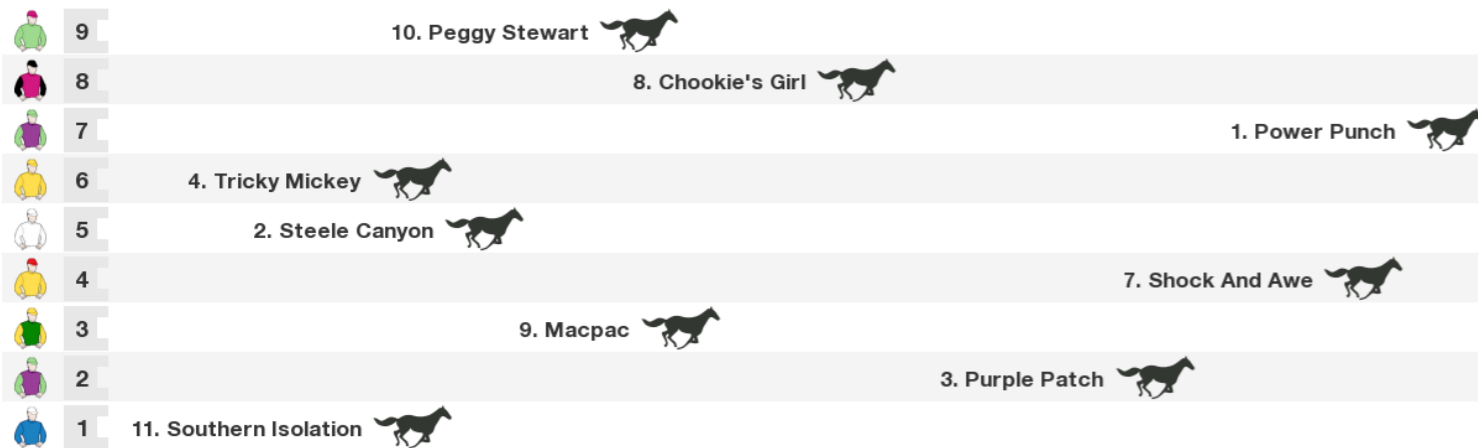 9 10. Peggy Stewart
8 8. Chookie's Girl
7 1. Power Punch
6 4. Tricky Mickey
5 2. Steele Canyon
4 7. Shock And Awe
3 9. Macpac
2 3. Purple Patch
1 11. Southern Isolation